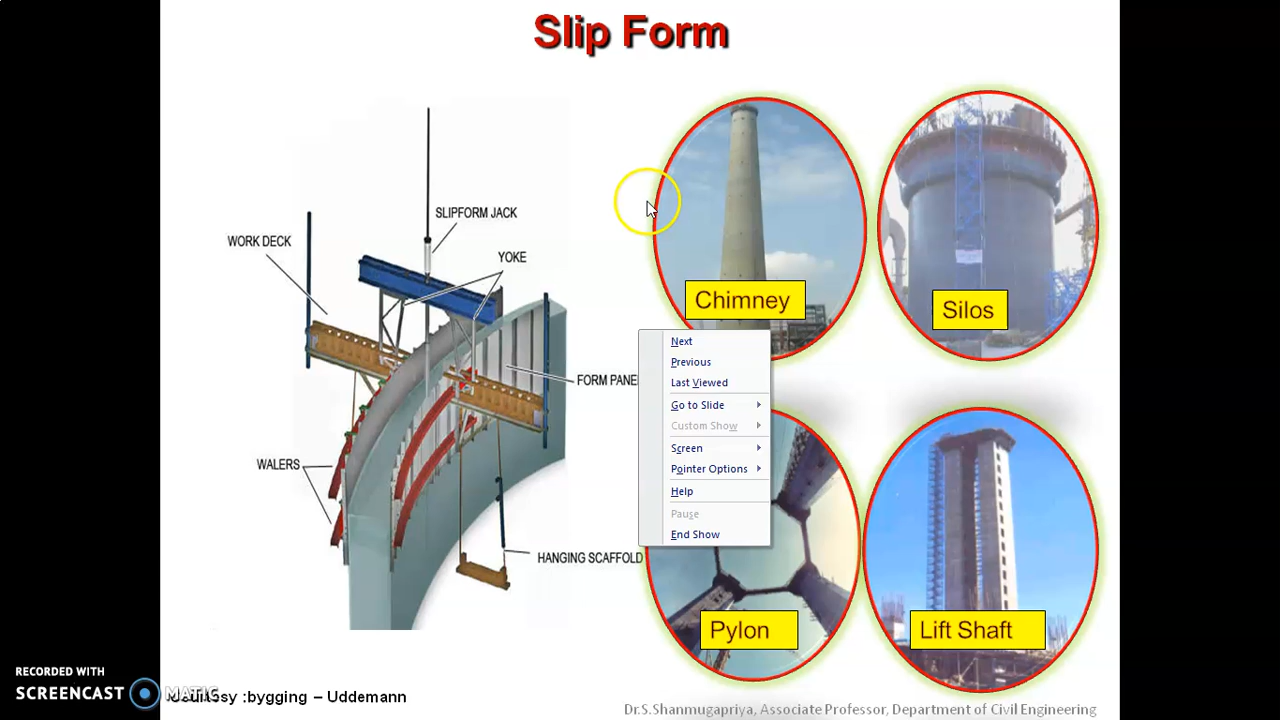 Slip Form
SLIPFORM JACK
WORK DECK
YOKE
FORM PANE
WALERS
HANGING SCAFFOLD
Chimney
Silos
Next
Previous
Last Viewed
Go to Slide
Custom Show
Screen
Pointer Options
Help
Pause
End Show
Pylon
Lift Shaft
RECORDED WITH
SCREENCAST MATIC
:bygging – Uddemann
Dr.S.Shanmugapriya, Associate Professor, Department of Civil Engineering